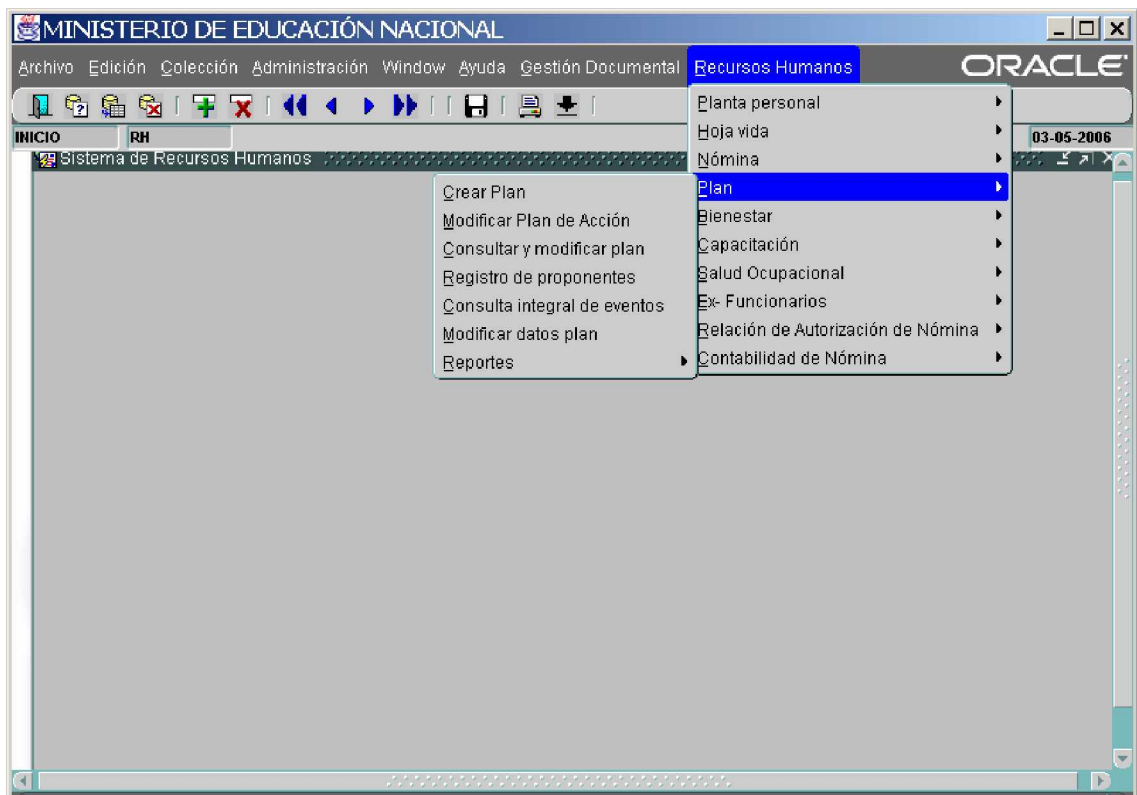 MINISTERIO DE EDUCACIÓN NACIONAL
Archivo Edición Colección Administración Window Ayuda Gestión Documental Recursos Humanos ORACLE
INICIO RH 03-05-2006
Sistema de Recursos Humanos
Planta personal
Hoja vida
Nómina
Plan
Bienestar
Capacitación
Salud Ocupacional
Ex- Funcionarios
Relación de Autorización de Nómina
Contabilidad de Nómina
Crear Plan
Modificar Plan de Acción
Consultar y modificar plan
Registro de proponentes
Consulta integral de eventos
Modificar datos plan
Reportes